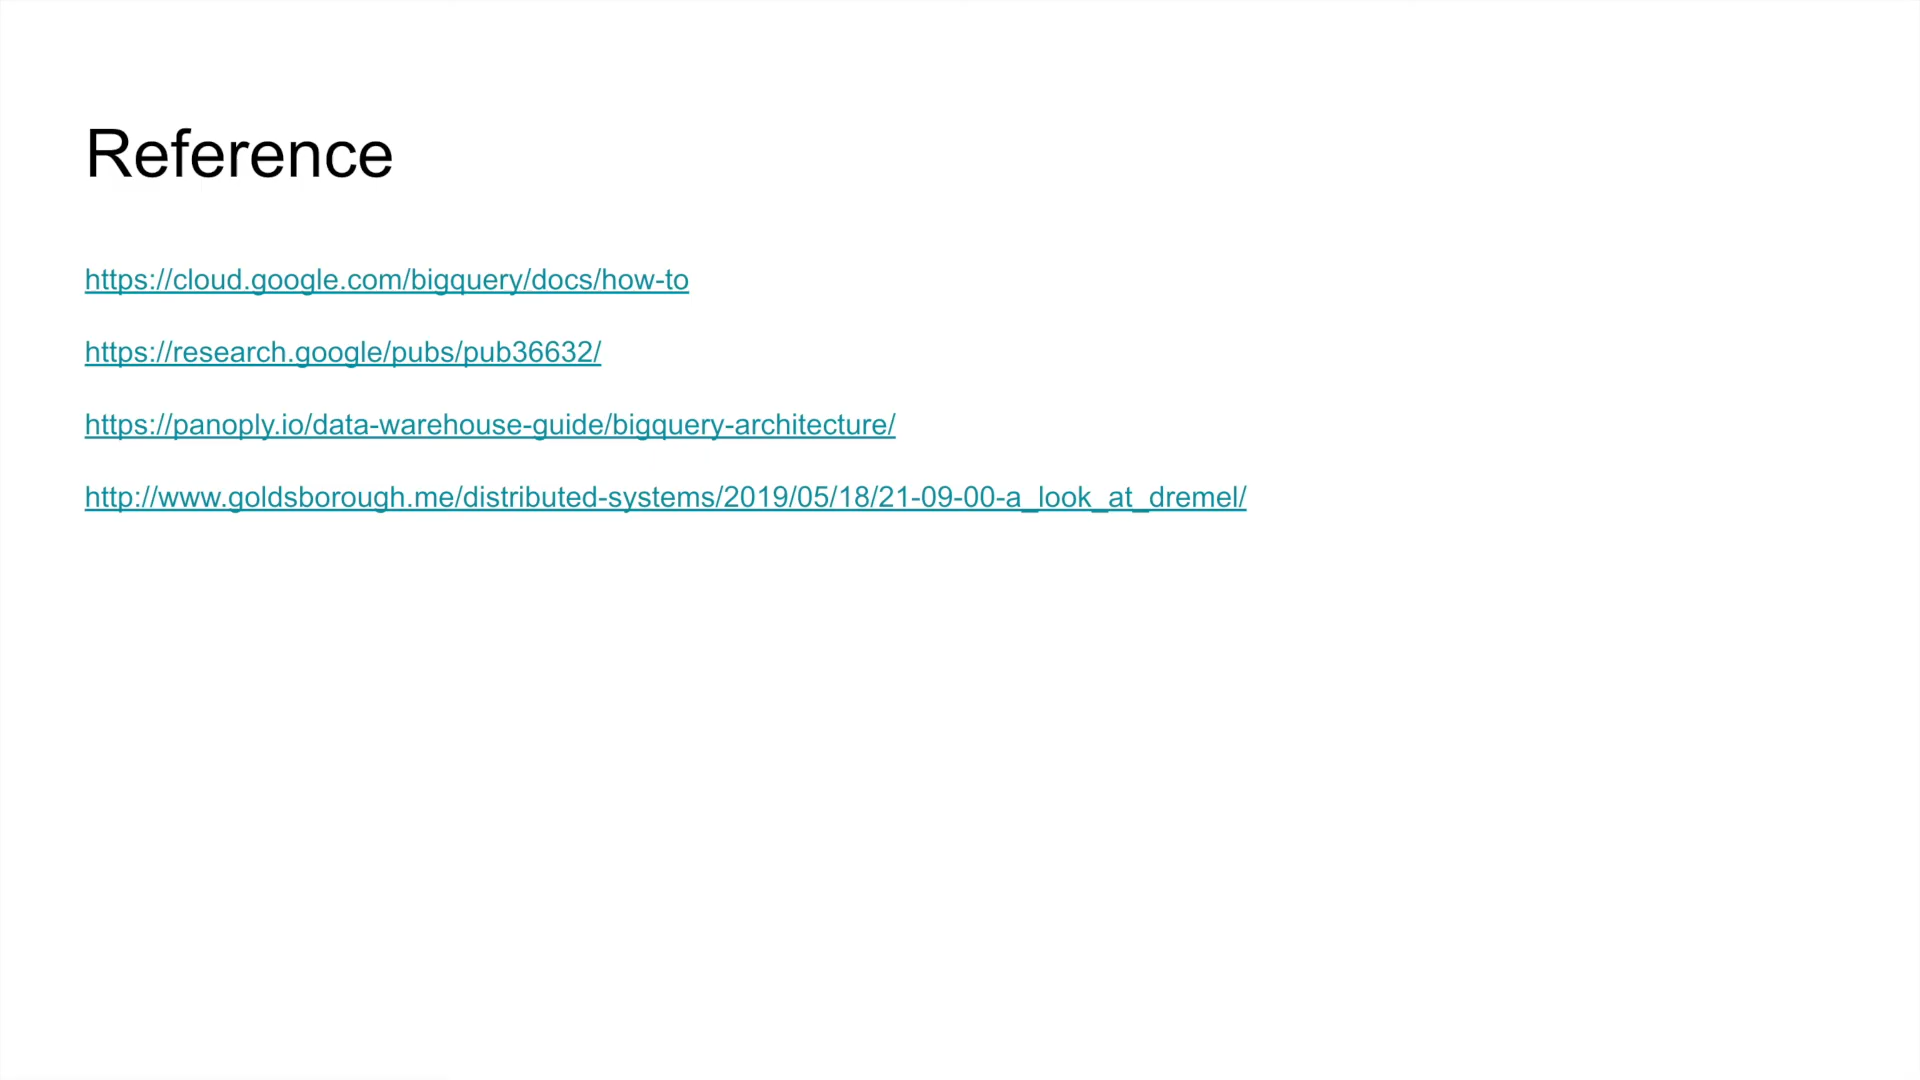 Reference
https://cloud.google.com/bigquery/docs/how-to
https://research.google/pubs/pub36632/
https://panoply.io/data-warehouse-guide/bigquery-architecture/
http://www.goldsborough.me/distributed-systems/2019/05/18/21-09-00-a_look_at_dremel/